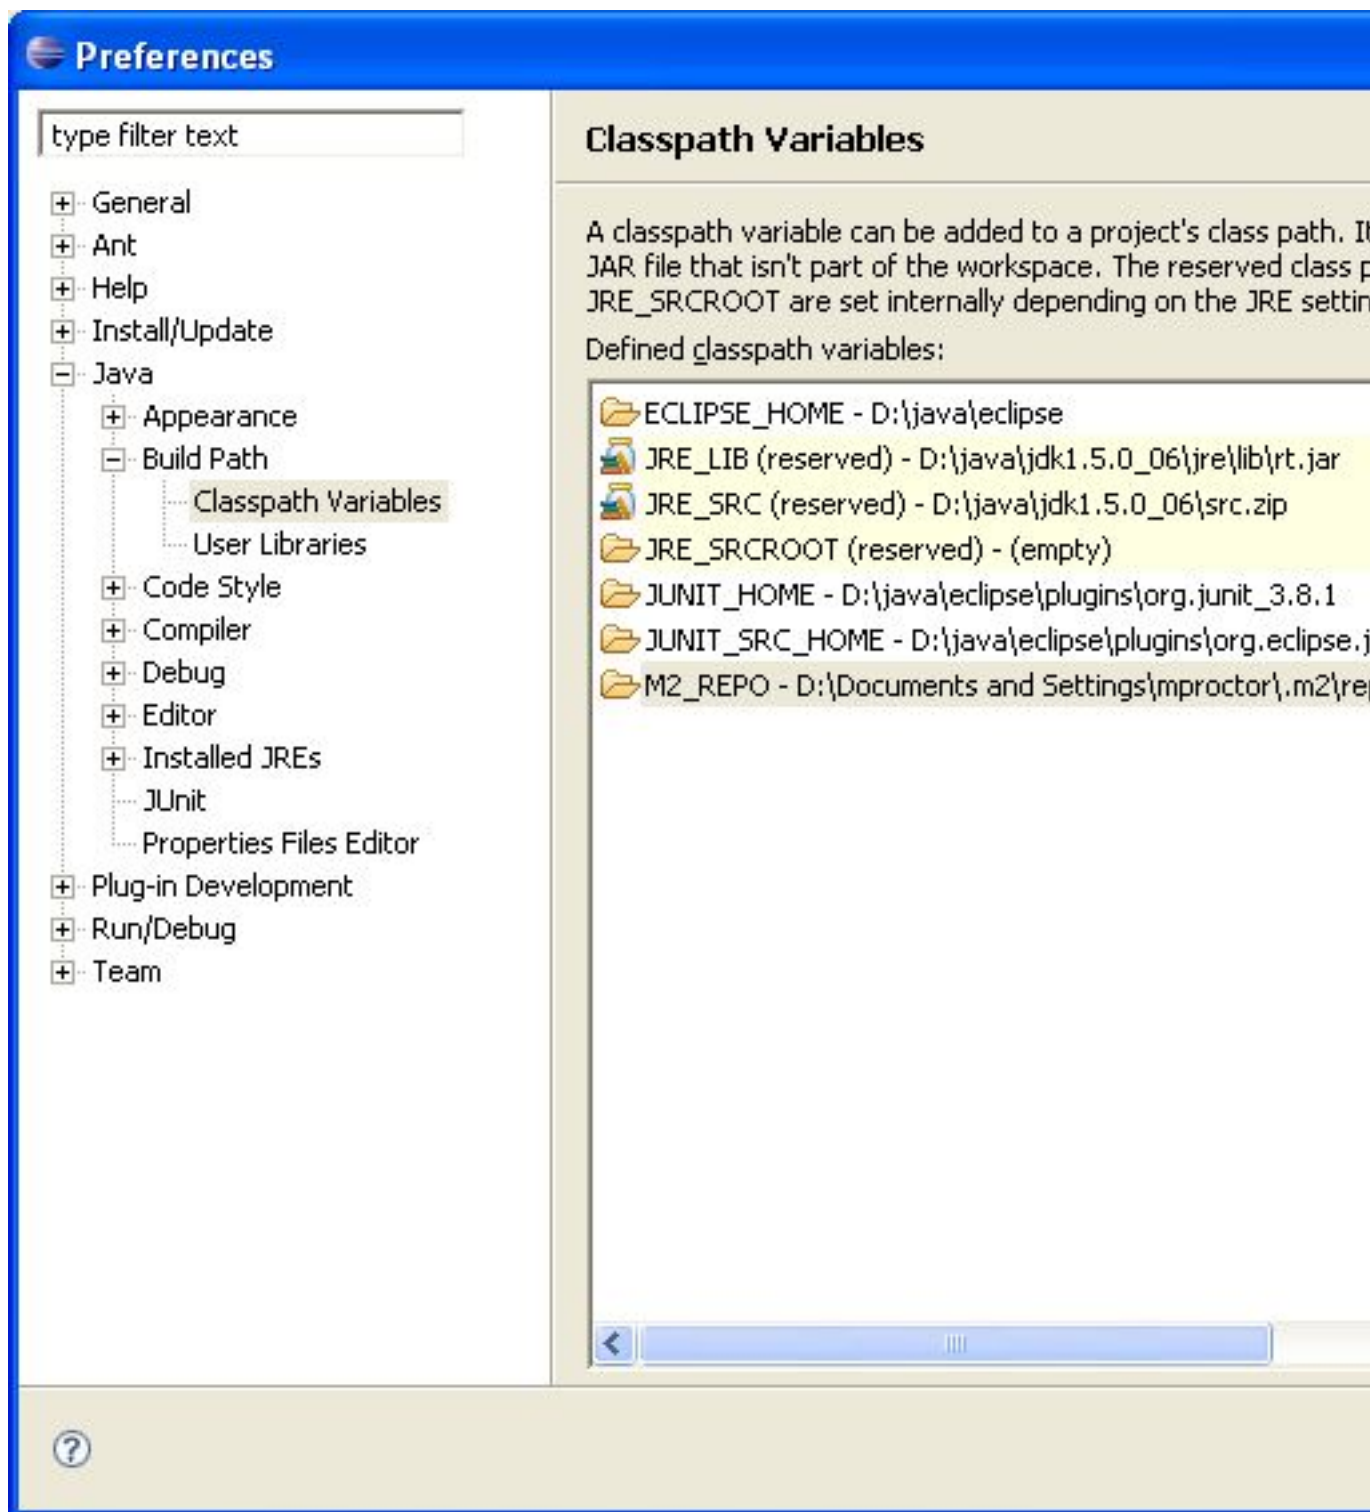 Preferences
type filter text
General
Ant
Help
Install/Update
Java
Appearance
Build Path
Classpath Variables
User Libraries
Code Style
Compiler
Debug
Editor
Installed JREs
JUnit
Properties Files Editor
Plug-in Development
Run/Debug
Team
Classpath Variables
A classpath variable can be added to a project's class path. It
JAR file that isn't part of the workspace. The reserved class
JRE_SRCROOT are set internally depending on the JRE
Defined classpath variables:
ECLIPSE_HOME - D:\java\eclipse
JRE_LIB (reserved) - D:\java\jdk1.5.0_06\jre\lib\rt.jar
JRE_SRC (reserved) - D:\java\jdk1.5.0_06\src.zip
JRE_SRCROOT (reserved) - (empty)
JUNIT_HOME - D:\java\eclipse\plugins\org.junit_3.8.1
JUNIT_SRC_HOME - D:\java\eclipse\plugins\org.eclipse.j
M2_REPO - D:\Documents and Settings\mproctor\.m2\rep
?